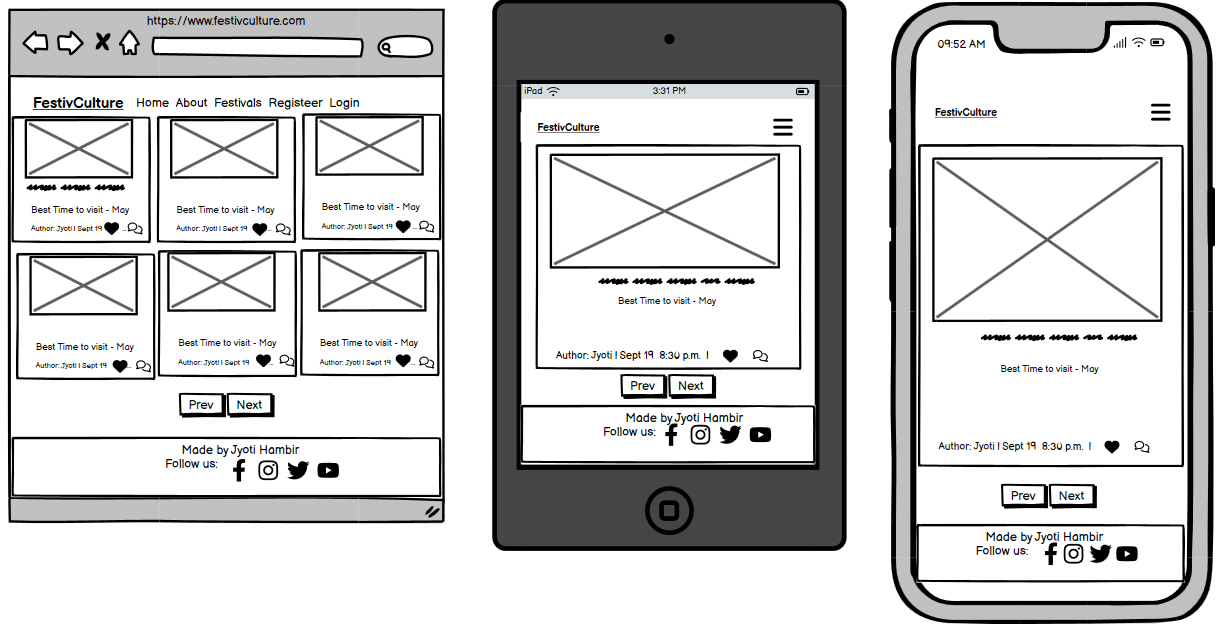 https://www.festivculture.com
FestivCulture Home About Festivals Registeer Login
Best Time to visit - May
Author: Jyoti I Sept 19 ...
Best Time to visit - May
Author: Jyoti I Sept 19 ...
Best Time to visit - May
Author: Jyoti I Sept 19 ...
Best Time to visit - May
Author: Jyoti I Sept 19 ...
Best Time to visit - May
Author: Jyoti I Sept 19 ...
Best Time to visit - May
Author: Jyoti I Sept 19 ...
Prev Next
Made by Jyoti Hambir
Follow us:
iPad 3:31 PM
FestivCulture
Best Time to visit - May
Author: Jyoti I Sept 19 8:30 p.m. I
Prev Next
Made by Jyoti Hambir
Follow us:
09:52 AM
FestivCulture
Best Time to visit - May
Author: Jyoti I Sept 19 8:30 p.m. I
Prev Next
Made by Jyoti Hambir
Follow us: